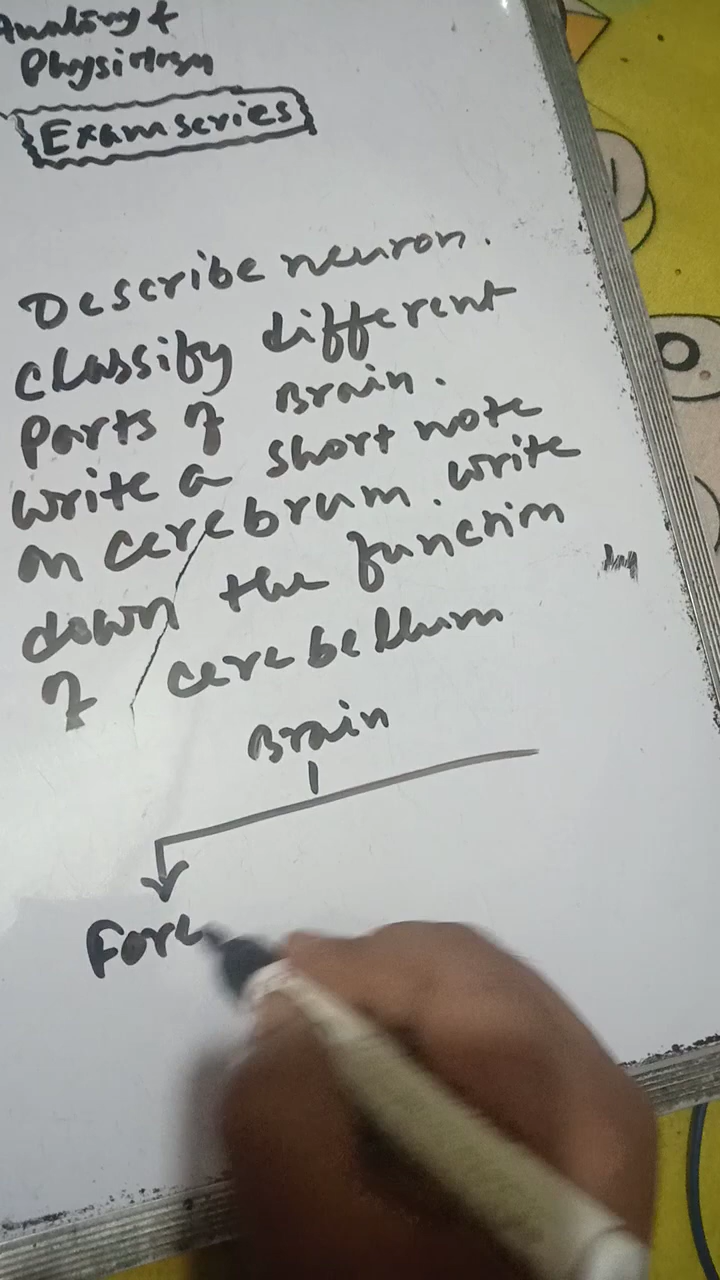 Anatomy &
Physiology
Exam series
Describe neuron.
classify different
Parts of Brain.
write a short note
on cerebrum. write
down the function
of cerebellum
Brain
Fore